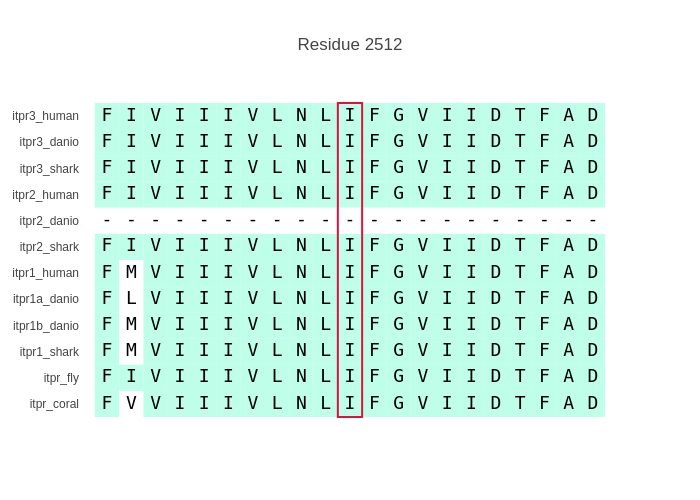 Residue 2512
itpr3_human F I V I I I V L N L I F G V I I D T F A D
itpr3_danio F I V I I I V L N L I F G V I I D T F A D
itpr3_shark F I V I I I V L N L I F G V I I D T F A D
itpr2_human F I V I I I V L N L I F G V I I D T F A D
itpr2_danio - - - - - - - - - - - - - - - - - - - - -
itpr2_shark F I V I I I V L N L I F G V I I D T F A D
itpr1_human F M V I I I V L N L I F G V I I D T F A D
itpr1a_danio F L V I I I V L N L I F G V I I D T F A D
itpr1b_danio F M V I I I V L N L I F G V I I D T F A D
itpr1_shark F M V I I I V L N L I F G V I I D T F A D
itpr_fly F I V I I I V L N L I F G V I I D T F A D
itpr_coral F V V I I I V L N L I F G V I I D T F A D